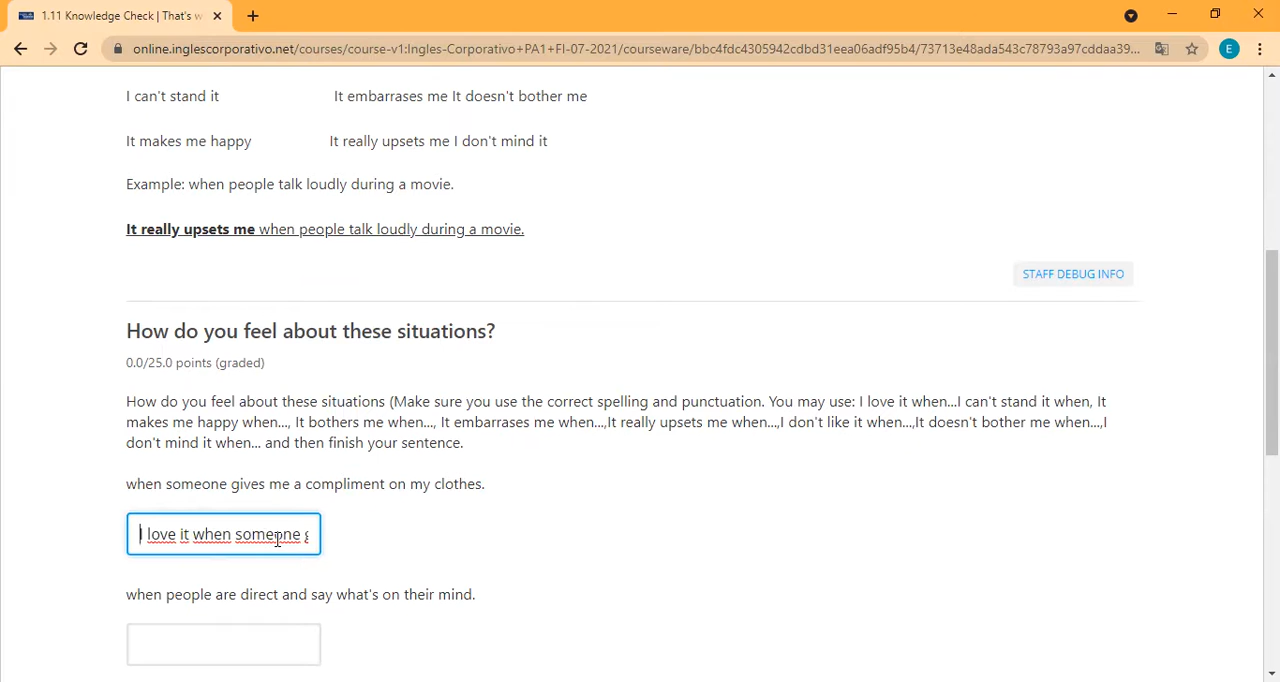 1.11 Knowledge Check | That's w
online.inglescorporativo.net/courses/course-v1:Ingles-Corporativo+PA1+FI-07-2021/courseware/bbc4fdc4305942cdbd31eea06adf95b4/73713e48ada543c78793a97cddaa39...
E
I can't stand it It embarrases me It doesn't bother me
It makes me happy It really upsets me I don't mind it
Example: when people talk loudly during a movie.
It really upsets me when people talk loudly during a movie.
STAFF DEBUG INFO
How do you feel about these situations?
0.0/25.0 points (graded)
How do you feel about these situations (Make sure you use the correct spelling and punctuation. You may use: I love it when...I can't stand it when, It
makes me happy when..., It bothers me when..., It embarrases me when...,It really upsets me when...,I don't like it when...,It doesn't bother me when...,I
don't mind it when... and then finish your sentence.
when someone gives me a compliment on my clothes.
I love it when someone g
when people are direct and say what's on their mind.